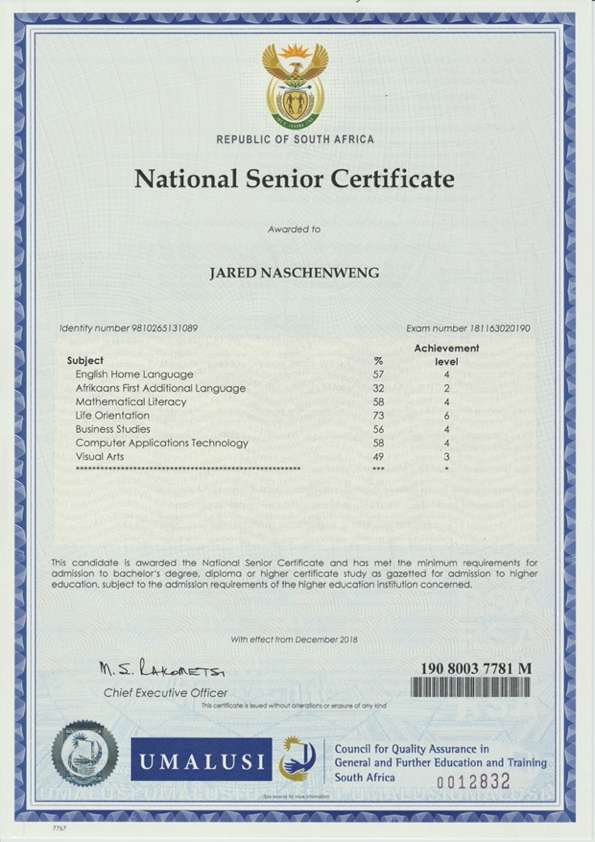 REPUBLIC OF SOUTH AFRICA
National Senior Certificate
Awarded to
JARED NASCHENWENG
Identity number 9810265131089 Exam number 181163020190
Subject % Achievement level
English Home Language 57 4
Afrikaans First Additional Language 32 2
Mathematical Literacy 58 4
Life Orientation 73 6
Business Studies 56 4
Computer Applications Technology 58 4
Visual Arts 49 3
******************************************************** *** *
This candidate is awarded the National Senior Certificate and has met the minimum requirements for
admission to bachelor's degree, diploma or higher certificate study as gazetted for admission to higher
education, subject to the admission requirements of the higher education institution concerned.
With effect from December 2018
M. S. RAKOMETSI
190 8003 7781 M
Chief Executive Officer
This certificate is issued without alterations or erasure of any kind
UMALUSI
Council for Quality Assurance in
General and Further Education and Training
South Africa 0012832
7767